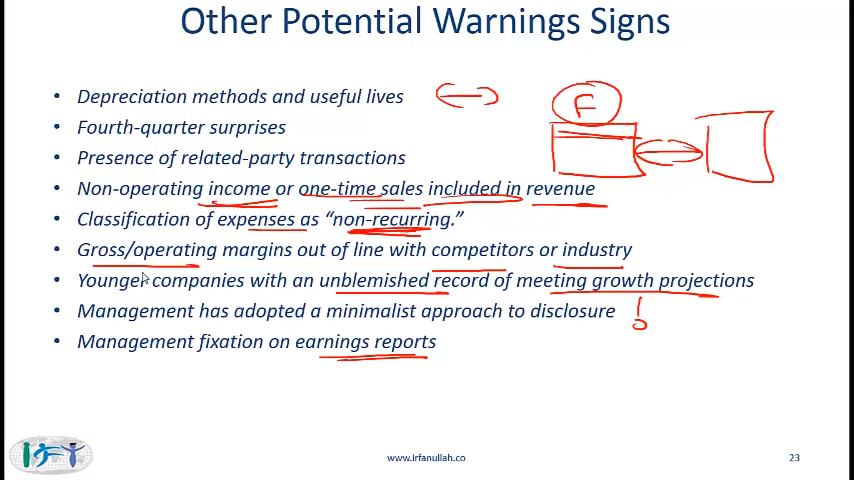 Other Potential Warnings Signs
• Depreciation methods and useful lives
F
• Fourth-quarter surprises
• Presence of related-party transactions
• Non-operating income or one-time sales included in revenue
• Classification of expenses as “non-recurring.”
• Gross/operating margins out of line with competitors or industry
• Younger companies with an unblemished record of meeting growth projections
• Management has adopted a minimalist approach to disclosure
• Management fixation on earnings reports
www.irfanullah.co
23